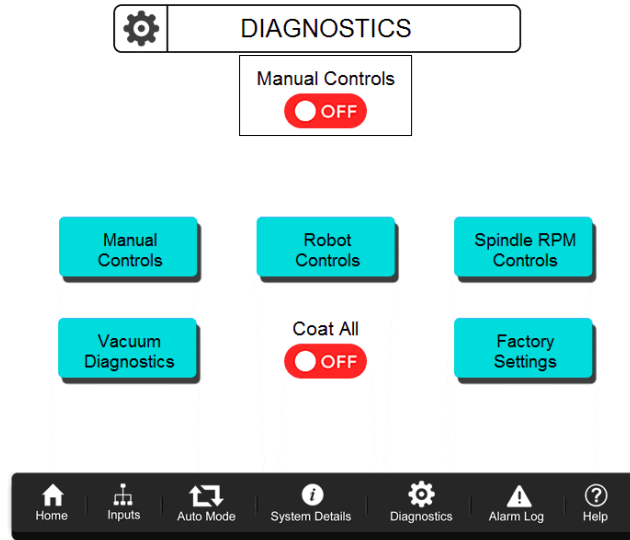 DIAGNOSTICS
Manual Controls
OFF
Manual
Controls
Robot
Controls
Spindle RPM
Controls
Vacuum
Diagnostics
Coat All
OFF
Factory
Settings
Home
Inputs
Auto Mode
System Details
Diagnostics
Alarm Log
Help